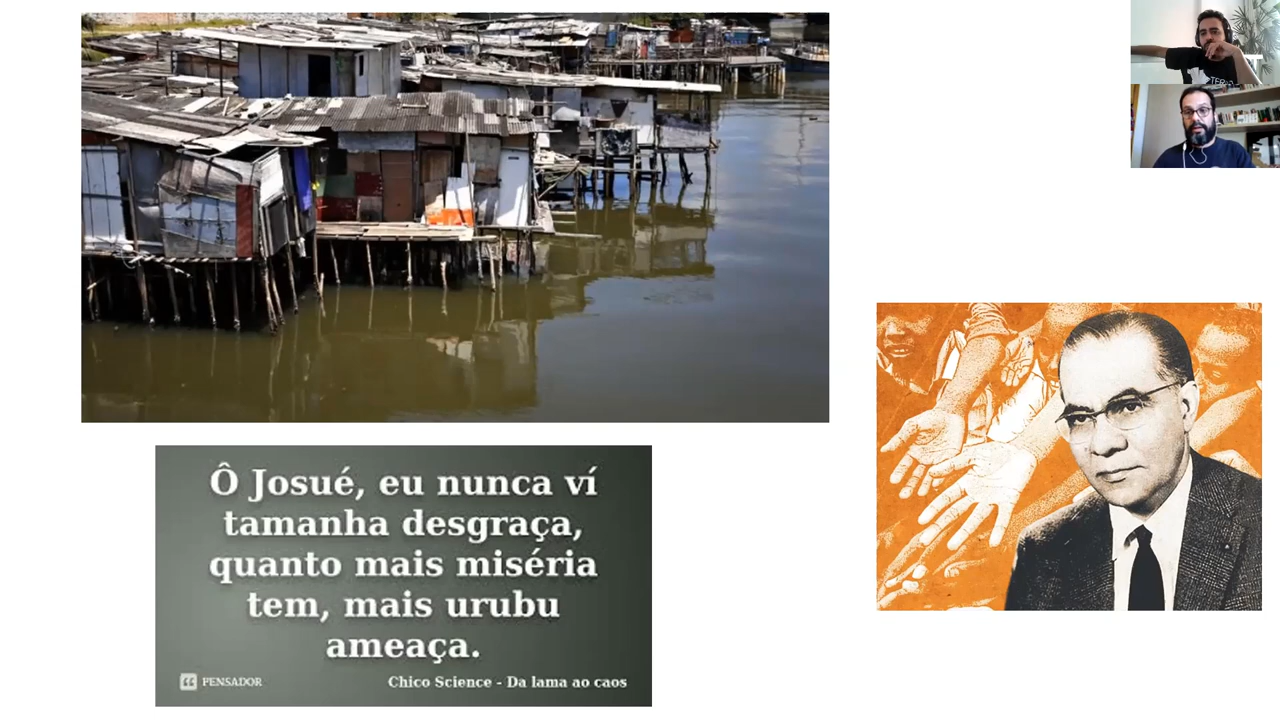 Ô Josué, eu nunca ví
tamanha desgraça,
quanto mais miséria
tem, mais urubu
ameaça.
PENSADOR
Chico Science - Da lama ao caos